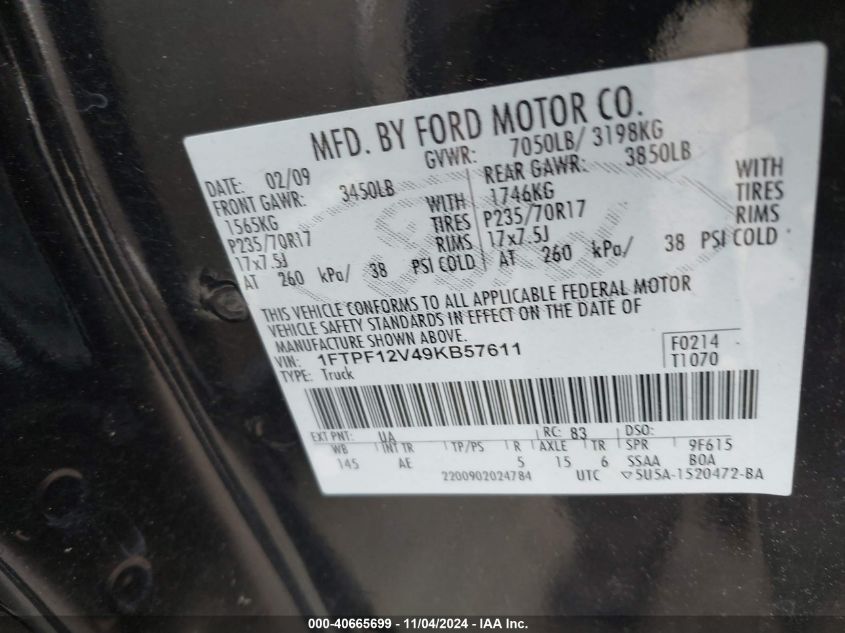 MFD. BY FORD MOTOR CO.
DATE: 02/09 GVWR: 7050LB/ 3198KG
FRONT GAWR: 3450LB REAR GAWR: 3850LB
1565KG WITH 1746KG WITH
P235/70R17 TIRES P235/70R17 TIRES
17x7.5J RIMS 17x7.5J RIMS
AT 260 kPa/ 38 PSI COLD AT 260 kPa/ 38 PSI COLD
THIS VEHICLE CONFORMS TO ALL APPLICABLE FEDERAL MOTOR
VEHICLE SAFETY STANDARDS IN EFFECT ON THE DATE OF
MANUFACTURE SHOWN ABOVE.
VIN: 1FTPF12V49KB57611 F0214
TYPE: Truck T1070
EXT PNT: UA RC: 83 DSO:
WB INT TR TP/PS R AXLE TR SPR 9F615
145 AE 5 15 6 SSAA BOA
2200902024784 UTC ▽5U5A-1520472-BA
000-40665699 - 11/04/2024 - IAA Inc.